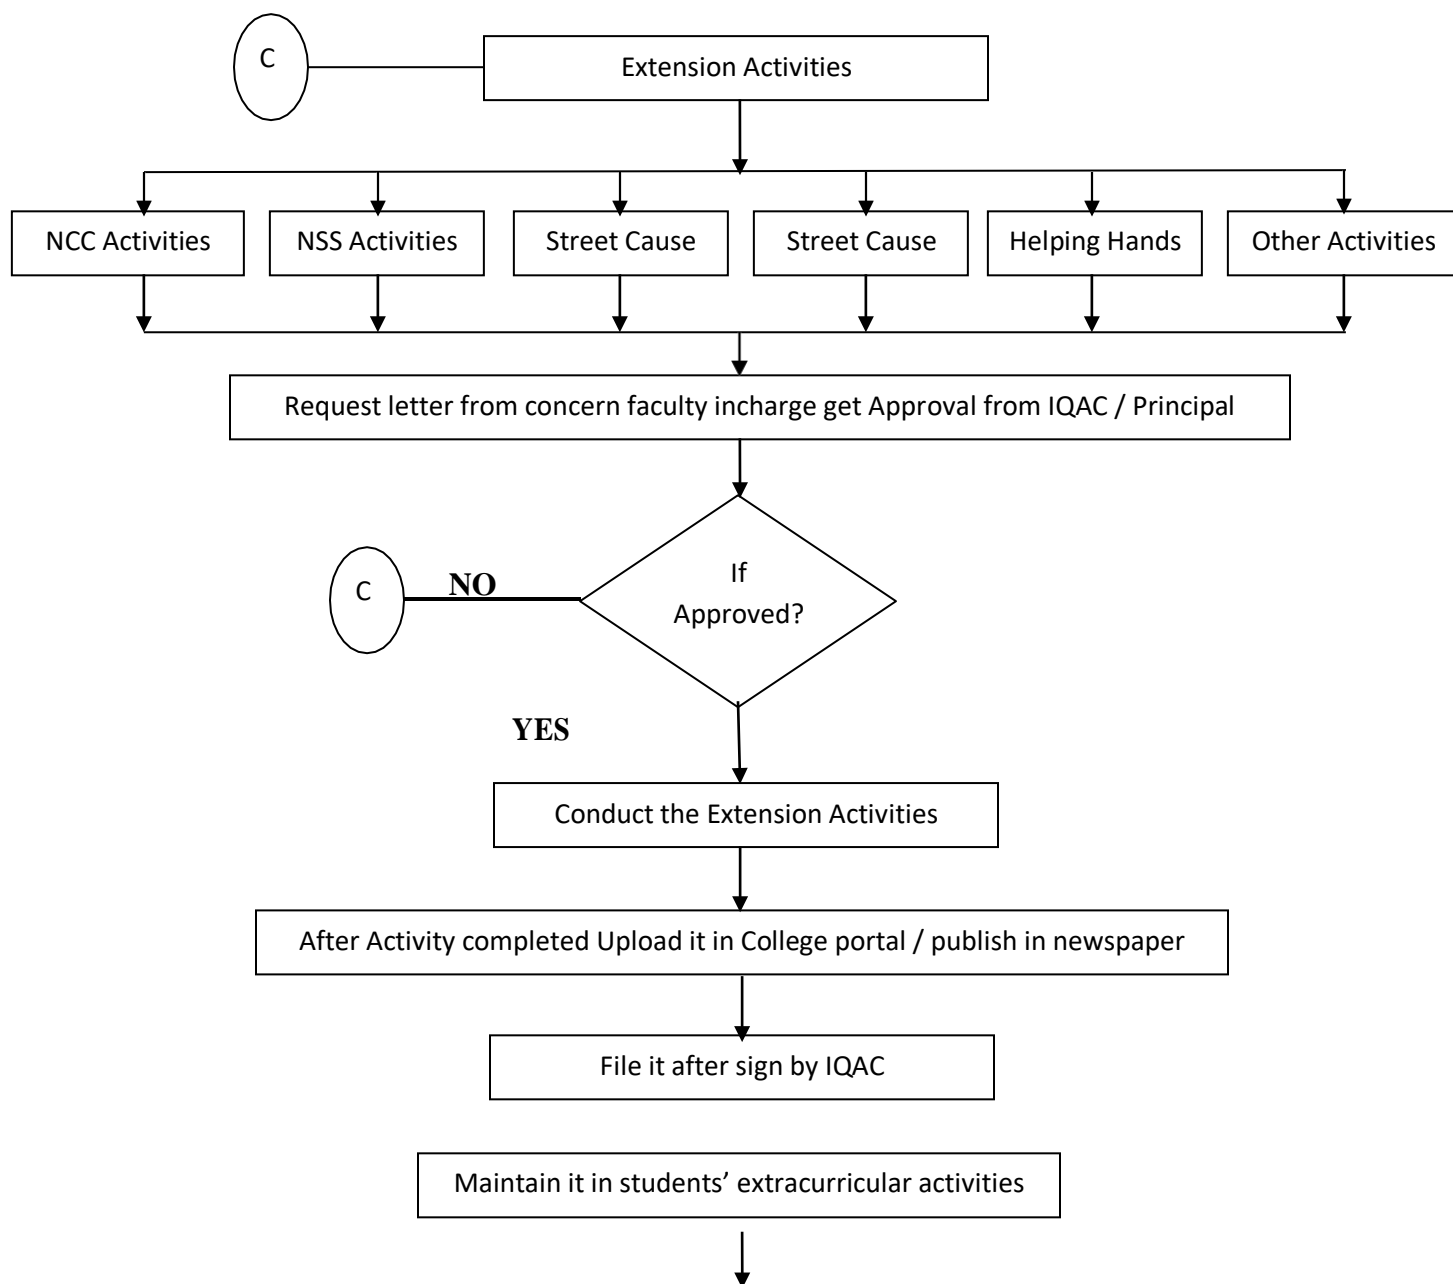 C
Extension Activities
NCC Activities
NSS Activities
Street Cause
Street Cause
Helping Hands
Other Activities
Request letter from concern faculty incharge get Approval from IQAC / Principal
If
Approved?
C
NO
YES
Conduct the Extension Activities
After Activity completed Upload it in College portal / publish in newspaper
File it after sign by IQAC
Maintain it in students’ extracurricular activities